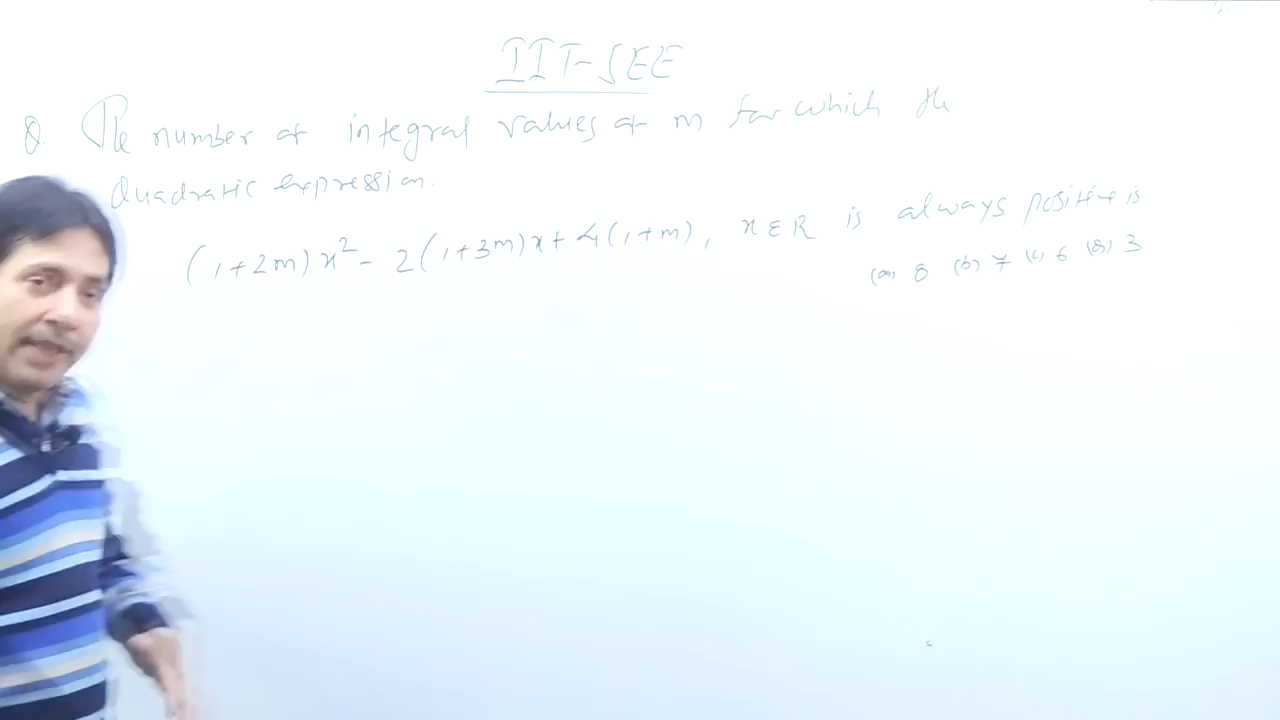 IIT-JEE
Q The number of integral values of m for which the
Quadratic expression.
(1+2m)x² - 2(1+3m)x + 4(1+m), x ∈ R is always positive is
(a) 8 (b) 7 (c) 6 (d) 3